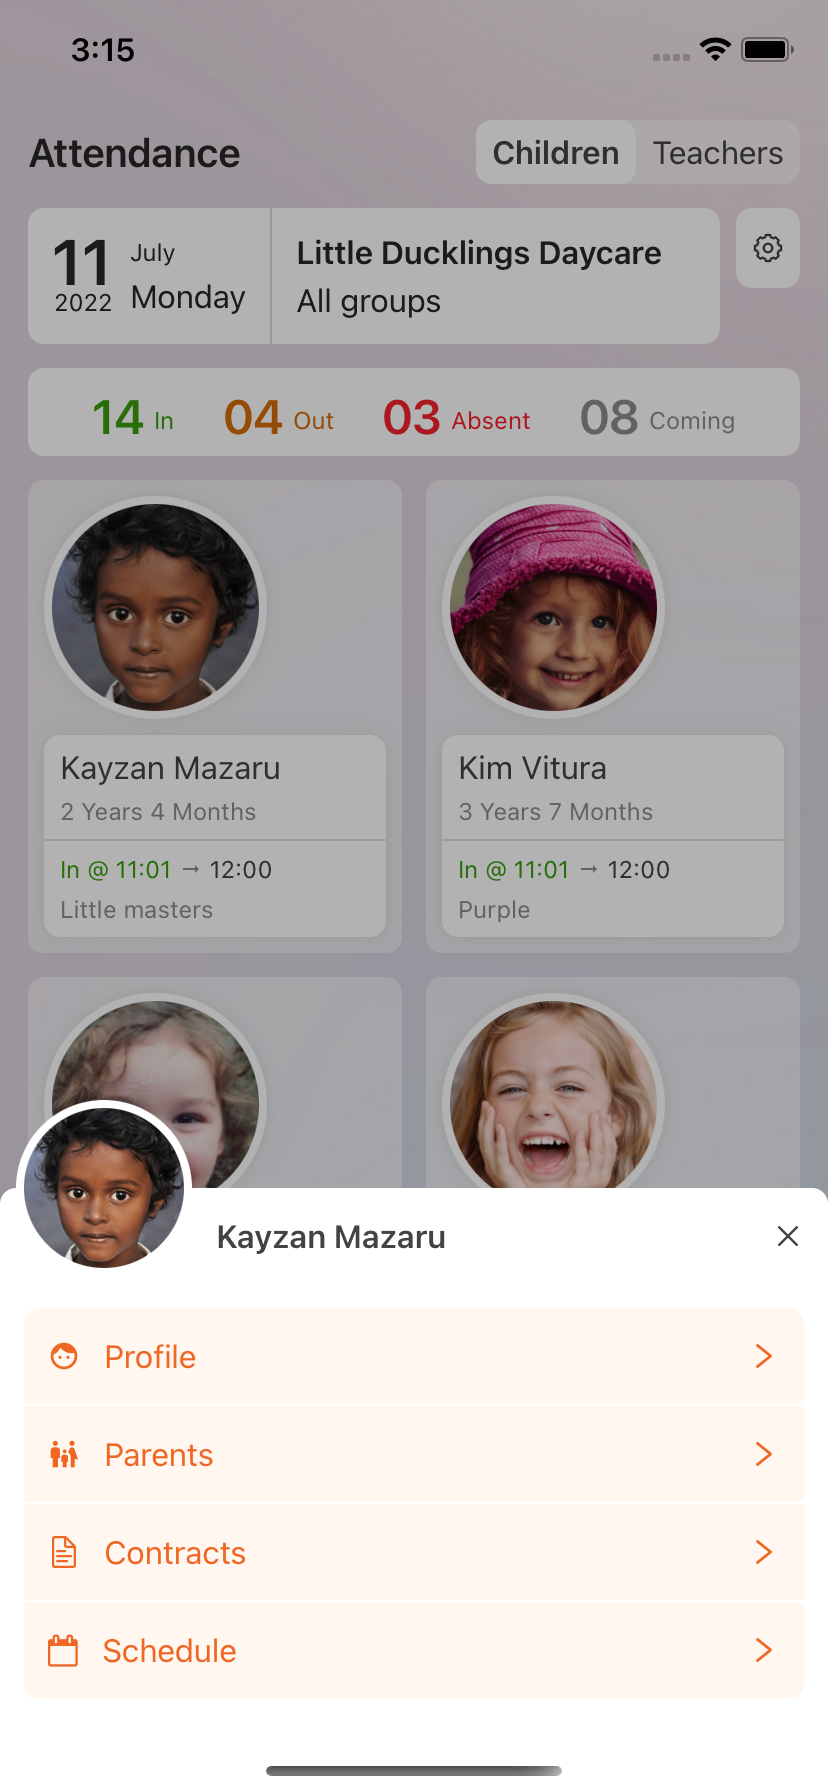 3:15
Attendance
Children Teachers
11 July
2022 Monday
Little Ducklings Daycare
All groups
14 In 04 Out 03 Absent 08 Coming
Kayzan Mazaru
2 Years 4 Months
In @ 11:01 → 12:00
Little masters
Kim Vitura
3 Years 7 Months
In @ 11:01 → 12:00
Purple
Kayzan Mazaru
Profile
Parents
Contracts
Schedule